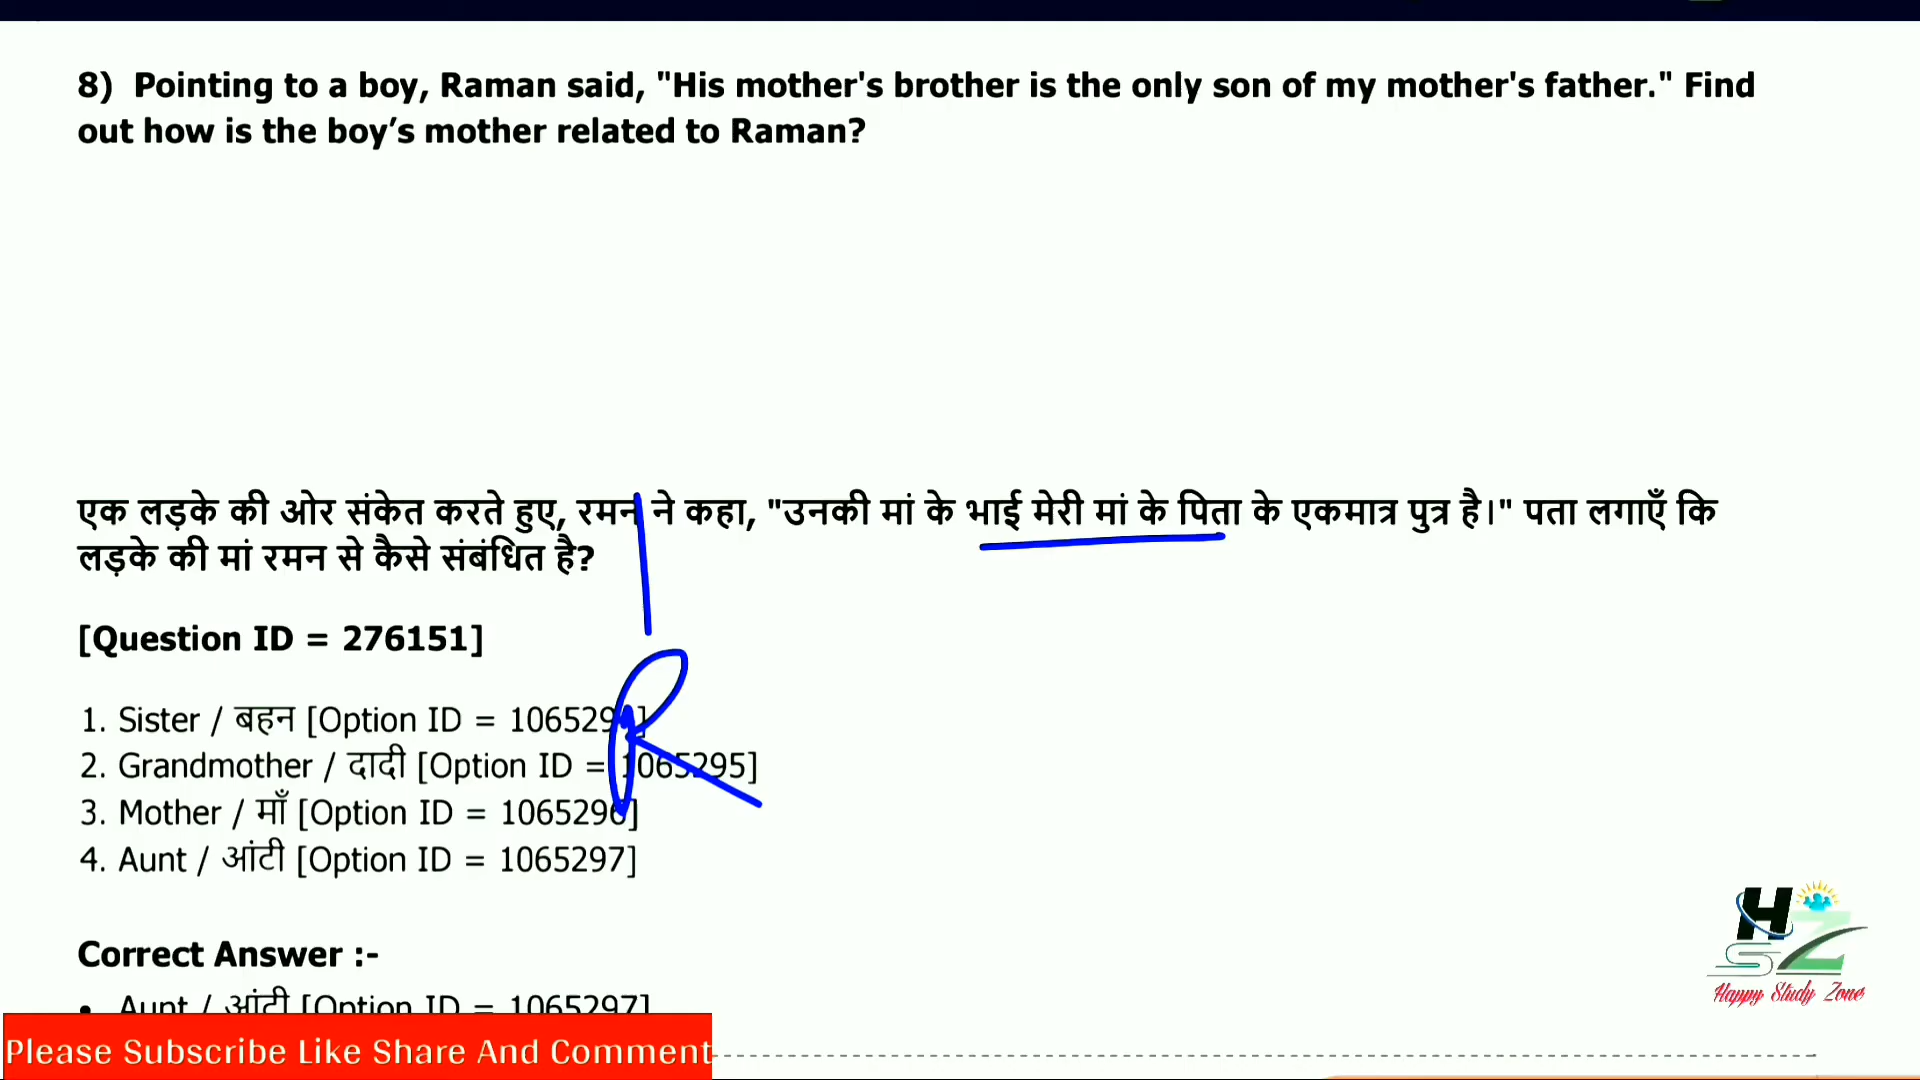 8) Pointing to a boy, Raman said, "His mother's brother is the only son of my mother's father." Find
out how is the boy’s mother related to Raman?
एक लड़के की ओर संकेत करते हुए, रमन ने कहा, "उनकी मां के भाई मेरी मां के पिता के एकमात्र पुत्र है।" पता लगाएँ कि
लड़के की मां रमन से कैसे संबंधित है?
[Question ID = 276151]
R
1. Sister / बहन [Option ID = 1065294]
2. Grandmother / दादी [Option ID = 1065295]
3. Mother / माँ [Option ID = 1065296]
4. Aunt / आंटी [Option ID = 1065297]
Correct Answer :-
• Aunt / आंटी [Option ID = 1065297]
HSZ
Happy Study Zone
Please Subscribe Like Share And Comment